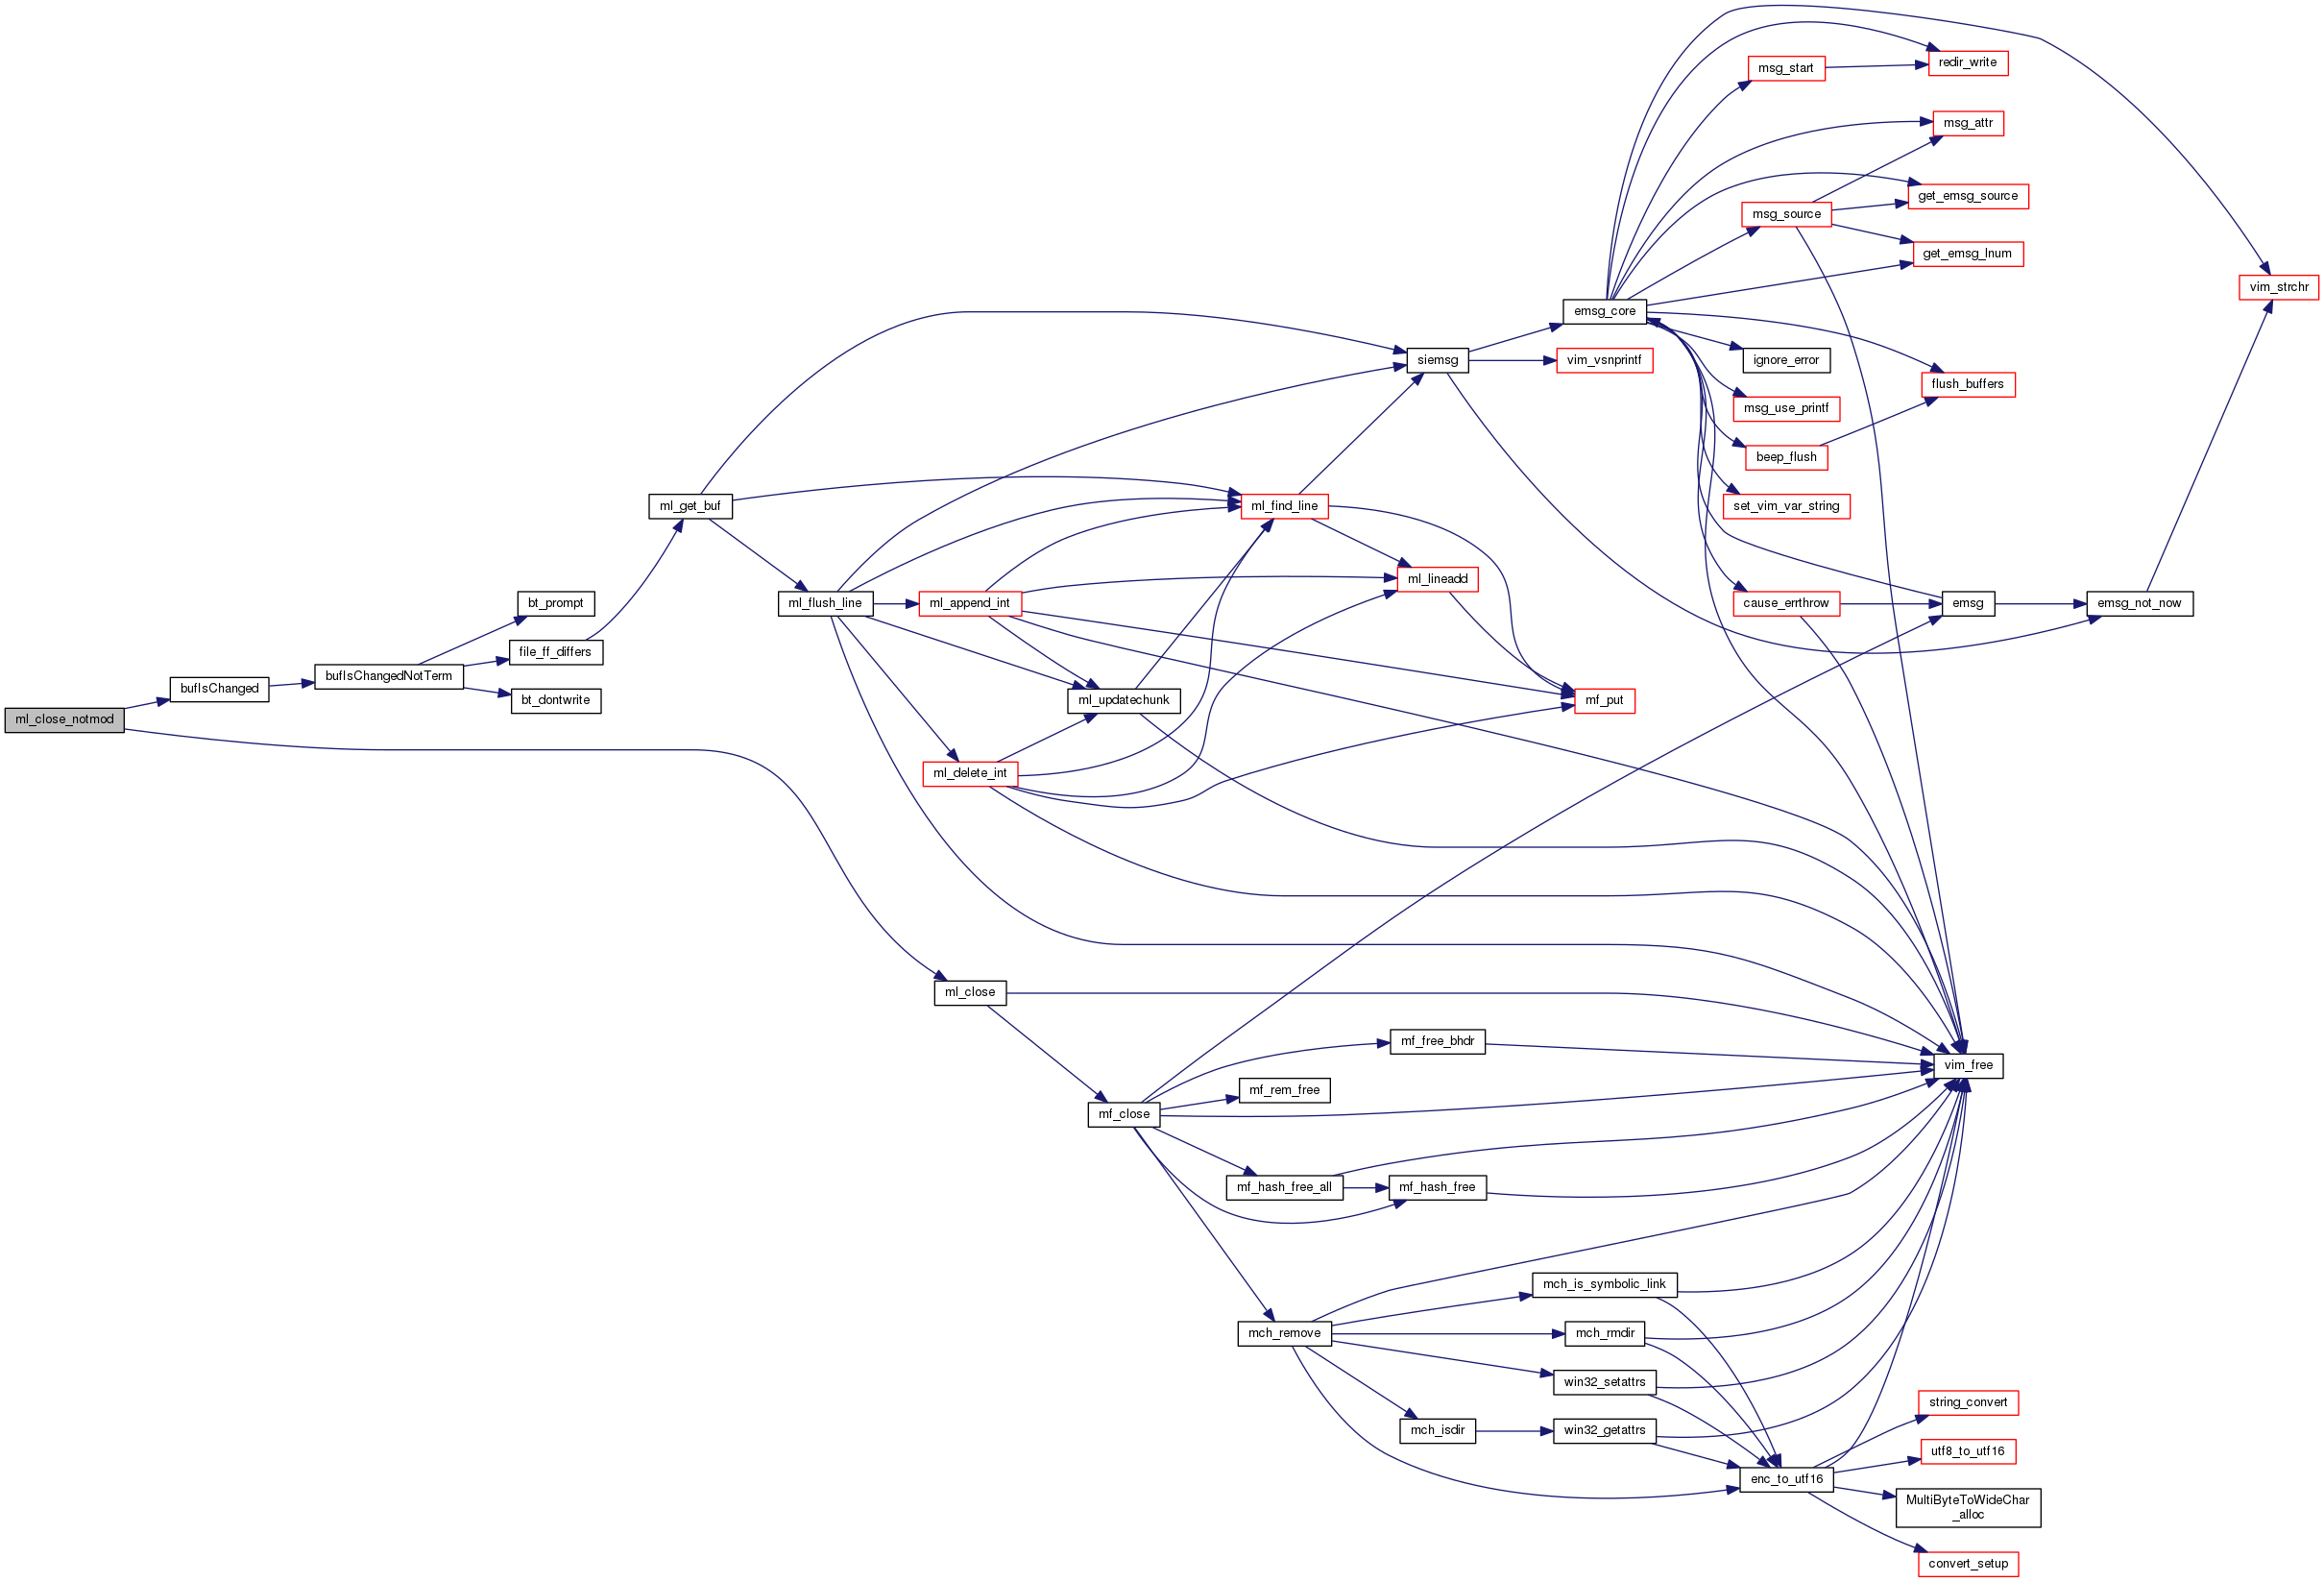 redir_write
msg_start
msg_attr
get_emsg_source
msg_source
get_emsg_lnum
vim_strchr
emsg_core
siemsg
vim_vsnprintf
ignore_error
flush_buffers
msg_use_printf
beep_flush
ml_get_buf
ml_find_line
set_vim_var_string
ml_lineadd
bt_prompt
ml_flush_line
ml_append_int
cause_errthrow
emsg
emsg_not_now
file_ff_differs
bufIsChangedNotTerm
bufIsChanged
bt_dontwrite
ml_updatechunk
mf_put
ml_close_notmod
ml_delete_int
ml_close
mf_free_bhdr
vim_free
mf_rem_free
mf_close
mf_hash_free_all
mf_hash_free
mch_is_symbolic_link
mch_remove
mch_rmdir
win32_setattrs
string_convert
mch_isdir
win32_getattrs
utf8_to_utf16
enc_to_utf16
MultiByteToWideChar
_alloc
convert_setup